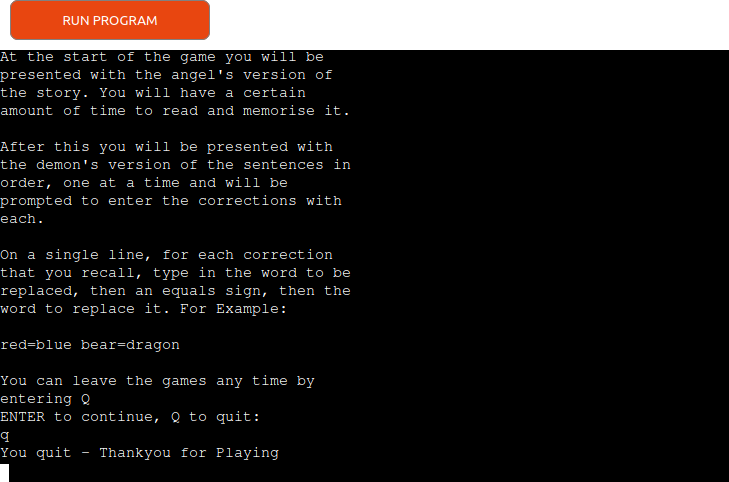 RUN PROGRAM
At the start of the game you will be
presented with the angel's version of
the story. You will have a certain
amount of time to read and memorise it.
After this you will be presented with
the demon's version of the sentences in
order, one at a time and will be
prompted to enter the corrections with
each.
On a single line, for each correction
that you recall, type in the word to be
replaced, then an equals sign, then the
word to replace it. For Example:
red=blue bear=dragon
You can leave the games any time by
entering Q
ENTER to continue, Q to quit:
q
You quit - Thankyou for Playing